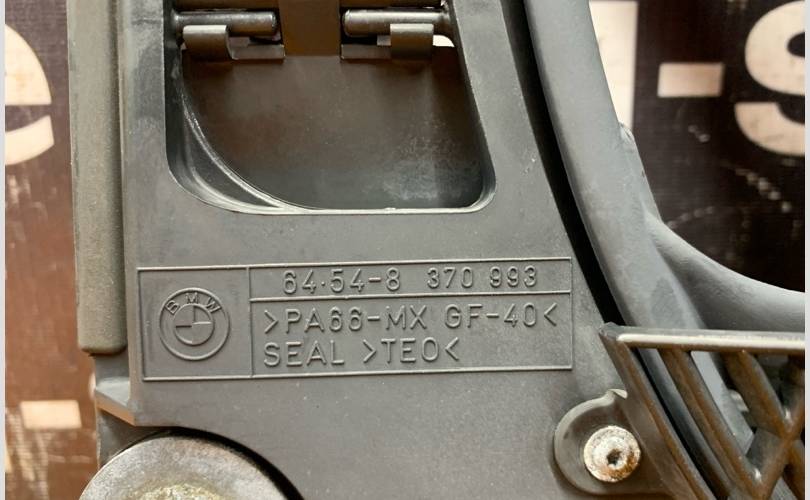 BMW
64·54-8 370 993
>PA66-MX GF-40<
SEAL >TEO<